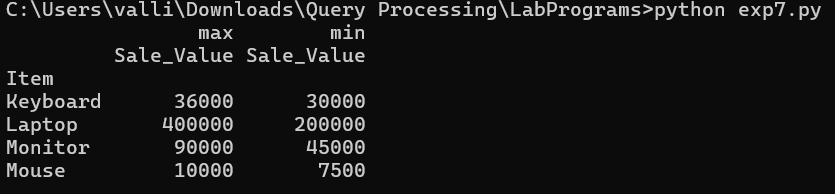 C:\Users\valli\Downloads\Query Processing\LabPrograms>python exp7.py
max min
Sale_Value Sale_Value
Item
Keyboard 36000 30000
Laptop 400000 200000
Monitor 90000 45000
Mouse 10000 7500